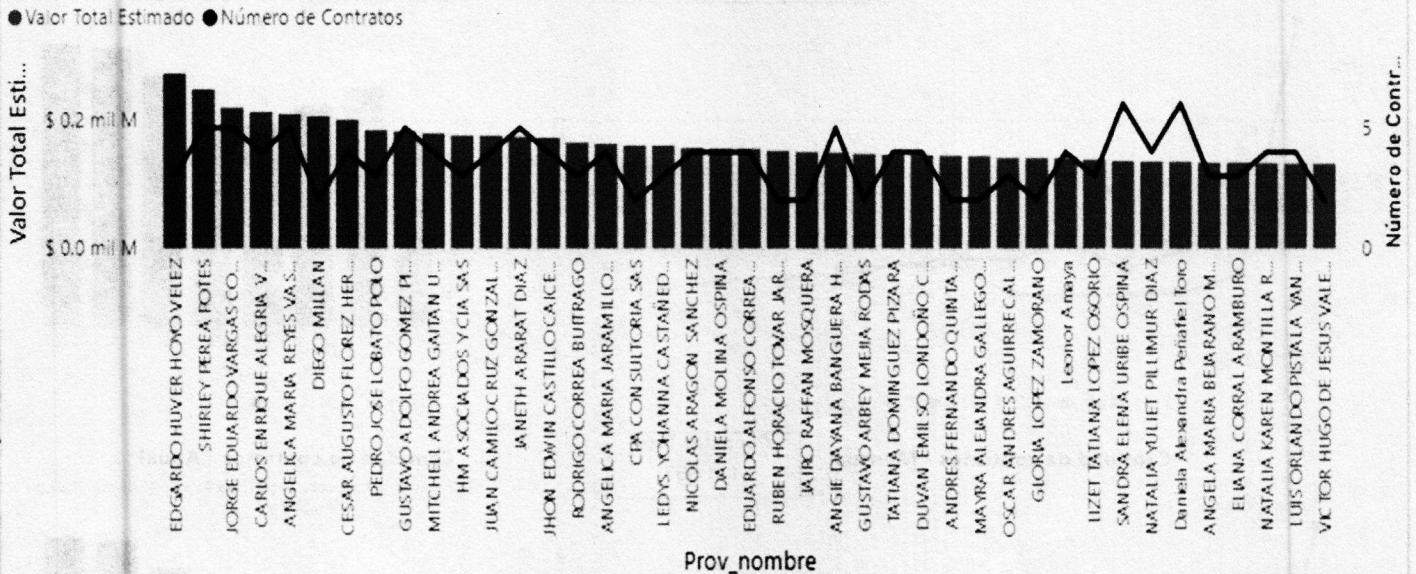 Valor Total Estimado Número de Contratos
Valor Total Esti...
$ 0.2 mil M
$ 0.0 mil M
5
0
Número de Contr...
EDGARDO HUVER HOYO VELEZ
SHIRLEY PEREA POTES
JORGE EDUARDO VARGAS CO...
CARLOS ENRIQUE ALEGRIA V...
ANGELICA MARIA REYES VAS...
DIEGO MILLAN
CESAR AUGUSTO FLOREZ HER...
PEDRO JOSE LOBATO POLO
GUSTAVO ADOLFO GOMEZ PI...
MITCHEL ANDREA GAITAN U...
HM ASOCIADOS Y CIA SAS
JUAN CAMILO CRUZ GONZAL...
JANETH ARARAT DIAZ
JHON EDWIN CASTILLO CAICE...
RODRIGO CORREA BUITRAGO
ANGELICA MARIA JARAMILLO...
CPA CONSULTORIA SAS
LEDYS YOHANNA CASTAÑED...
NICOLAS ARAGON SANCHEZ
DANIELA MOLINA OSPINA
EDUARDO ALFONSO CORREA...
RUBEN HORACIO TOVAR JAR...
JAIRO RAFFAN MOSQUERA
ANGIE DAYANA BANGUERA H...
GUSTAVO ARBEY MEJIA RODAS
TATIANA DOMINGUEZ PIZARA
DUVAN EMILSO LONDOÑO C...
ANDRES FERNANDO QUINTA...
MAYRA ALEJANDRA GALLEGO...
OSCAR ANDRES AGUIRRE CAL...
GLORIA LOPEZ ZAMORANO
Leonor Amaya
LIZET TATIANA LOPEZ OSORIO
SANDRA ELENA URIBE OSPINA
NATALIA YULIET PILLIMUR DIAZ
Daniela Alexandra Peñafiel Toro
ANGELA MARIA BEJARANO M...
ELIANA CORRAL ARAMBURO
NATALIA KAREN MONTILLA R...
LUIS ORLANDO PISTALA YAN...
VICTOR HUGO DE JESUS VALE...
Prov_nombre